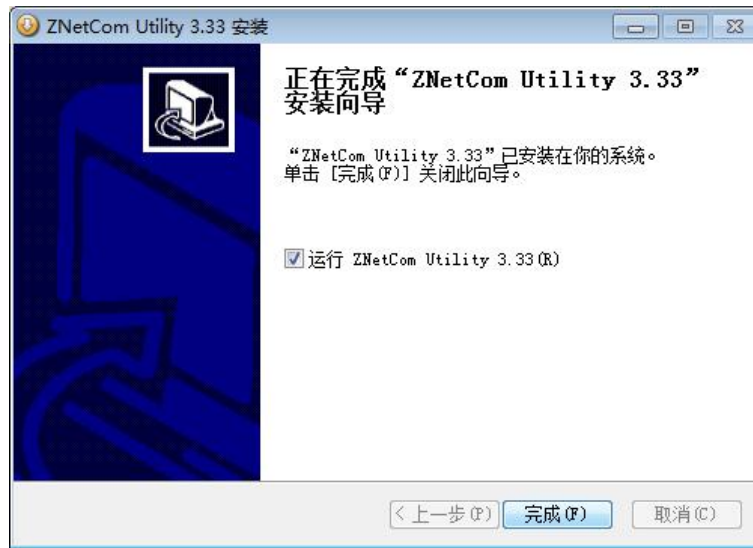 ZNetCom Utility 3.33 安装
正在完成“ZNetCom Utility 3.33”
安装向导
“ZNetCom Utility 3.33”已安装在你的系统。
单击 [完成(F)] 关闭此向导。
运行 ZNetCom Utility 3.33(R)
< 上一步(P) 完成(F) 取消(C)